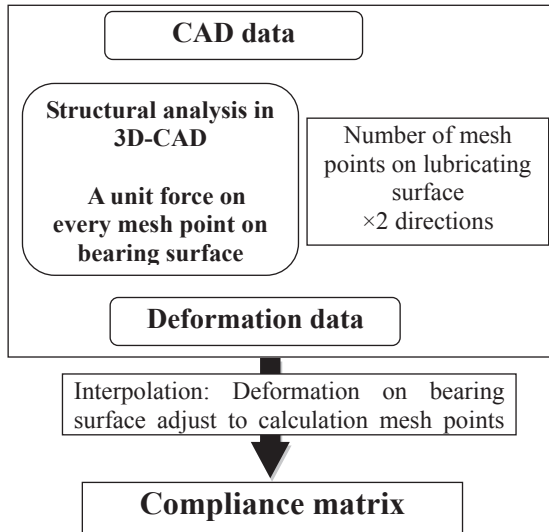 CAD data
Structural analysis in
3D-CAD
A unit force on
every mesh point on
bearing surface
Number of mesh
points on lubricating
surface
×2 directions
Deformation data
Interpolation: Deformation on bearing
surface adjust to calculation mesh points
Compliance matrix